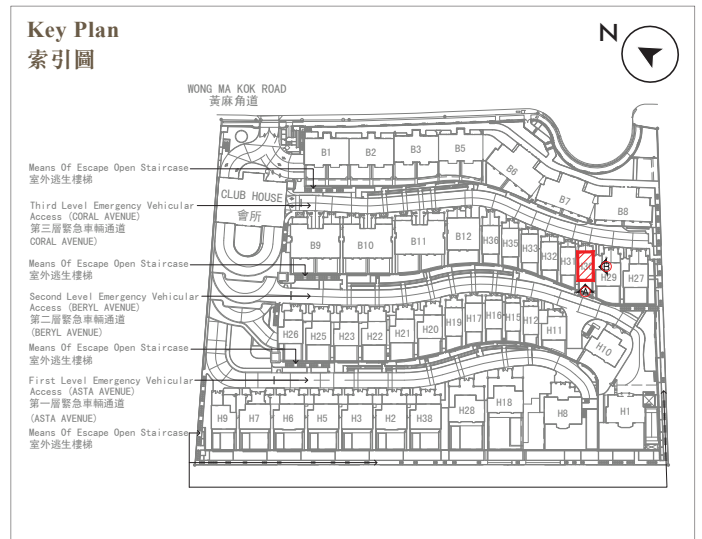 Key Plan
索引圖
N
WONG MA KOK ROAD
黃麻角道
Means Of Escape Open Staircase
室外逃生樓梯
Third Level Emergency Vehicular
Access (CORAL AVENUE)
第三層緊急車輛通道
CORAL AVENUE)
Means Of Escape Open Staircase
室外逃生樓梯
Second Level Emergency Vehicular
Access (BERYL AVENUE)
第二層緊急車輛通道
(BERYL AVENUE)
Means Of Escape Open Staircase
室外逃生樓梯
First Level Emergency Vehicular
Access (ASTA AVENUE)
第一層緊急車輛通道
(ASTA AVENUE)
Means Of Escape Open Staircase
室外逃生樓梯
CLUB HOUSE
會所
B1 B2 B3 B5 B6 B7 B8
B9 B10 B11 B12 H36 H35 H33 H32 H31 H30 H29 H27
A
B
H26 H25 H23 H22 H21 H20 H19 H17 H16 H15 H12 H11 H10
H9 H7 H6 H5 H3 H2 H38 H28 H18 H8 H1